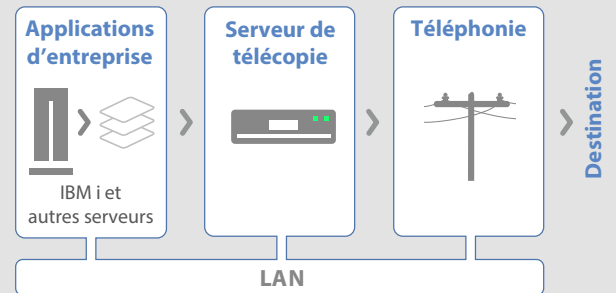 Applications
d'entreprise
IBM i et
autres serveurs
Serveur de
télécopie
Téléphonie
Destination
LAN